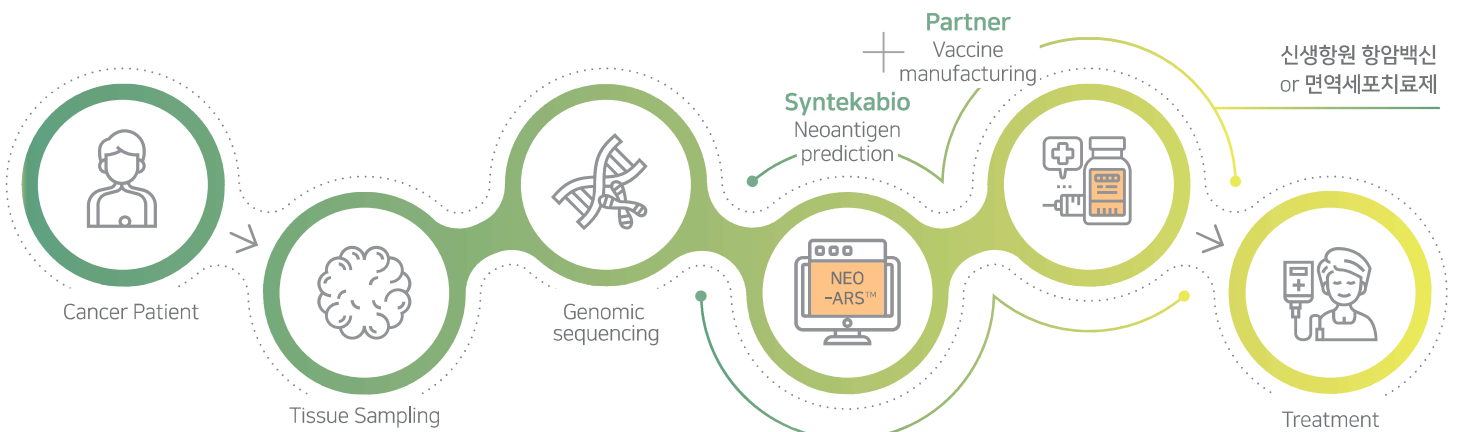 Cancer Patient
Tissue Sampling
Genomic
sequencing
Syntekabio
Neoantigen
prediction
NEO
-ARS™
Partner
Vaccine
manufacturing
신생항원 항암백신
or 면역세포치료제
Treatment